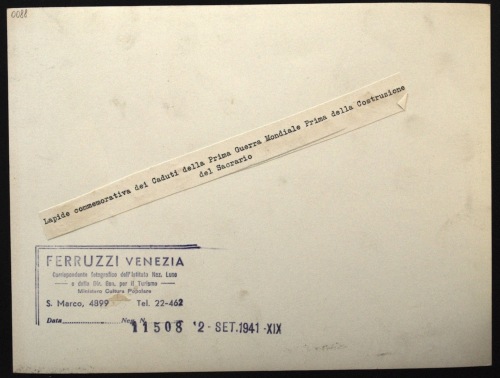 0088
Lapide commemorativa dei Caduti della Prima Guerra Mondiale Prima della Costruzione
del Sacrario
FERRUZZI VENEZIA
Corrispondente fotografico dell'Istituto Naz. Luce
e della Dir. Gen. per il Turismo
Ministero Cultura Popolare
S. Marco, 4899 Tel. 22-462
Data Neg. N. 11508 2-SET.1941-XIX